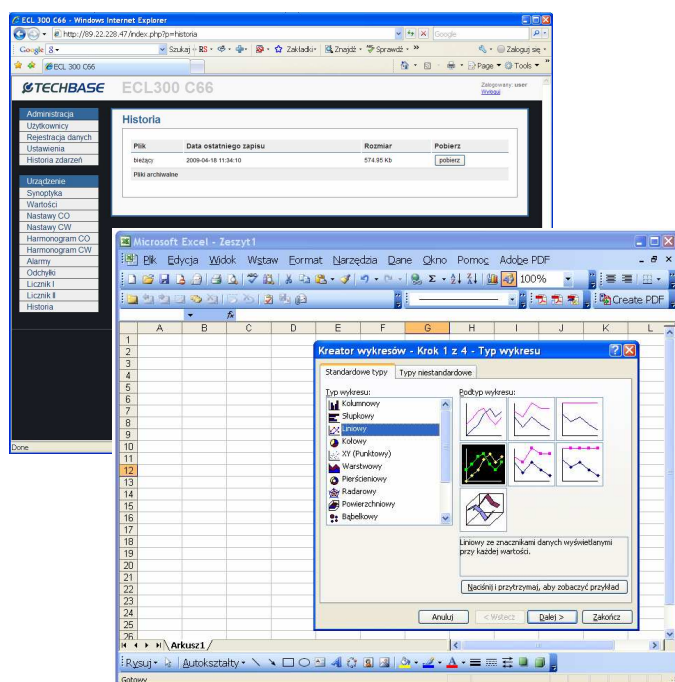 ECL 300 C66 - Windows Internet Explorer
http://89.22.228.47/index.php?p=historia
Google
Google
Szukaj
RS
Zakładki
Znajdź
Sprawdź
Zaloguj się
ECL 300 C66
Page
Tools
TECHBASE
ECL300 C66
Zalogowany: user
Wyloguj
Administracja
Użytkownicy
Rejestracja danych
Ustawienia
Historia zdarzeń
Urządzenie
Synoptyka
Wartości
Nastawy CO
Nastawy CW
Harmonogram CO
Harmonogram CW
Alarmy
Odchyłki
Licznik I
Licznik II
Historia
Historia
Plik Data ostatniego zapisu Rozmiar Pobierz
bieżący 2009-04-18 11:34:10 574.95 Kb pobierz
Pliki archiwalne
Done
Microsoft Excel - Zeszyt1
Plik Edycja Widok Wstaw Format Narzędzia Dane Okno Pomoc Adobe PDF
100%
Create PDF
fx
A B C D E F G H I J K L
1
2
3
4
5
6
7
8
9
10
11
12
13
14
15
16
17
18
19
20
21
22
23
24
25
26
Kreator wykresów - Krok 1 z 4 - Typ wykresu
Standardowe typy Typy niestandardowe
Typ wykresu:
Kolumnowy
Słupkowy
Liniowy
Kołowy
XY (Punktowy)
Warstwowy
Pierścieniowy
Radarowy
Powierzchniowy
Bąbelkowy
Podtyp wykresu:
Liniowy ze znacznikami danych wyświetlanymi
przy każdej wartości.
Naciśnij i przytrzymaj, aby zobaczyć przykład
Anuluj < Wstecz Dalej > Zakończ
Arkusz1
Rysuj Autokształty
Gotowy